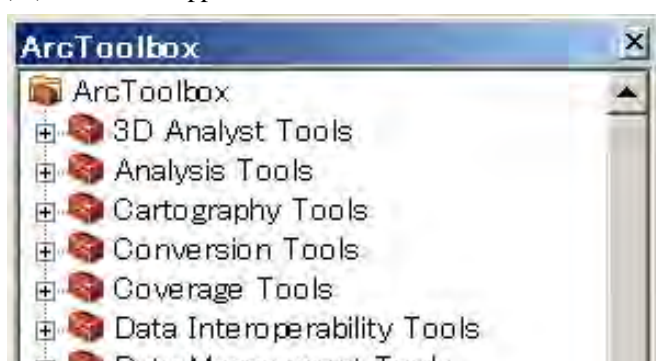 ArcToolbox
ArcToolbox
3D Analyst Tools
Analysis Tools
Cartography Tools
Conversion Tools
Coverage Tools
Data Interoperability Tools